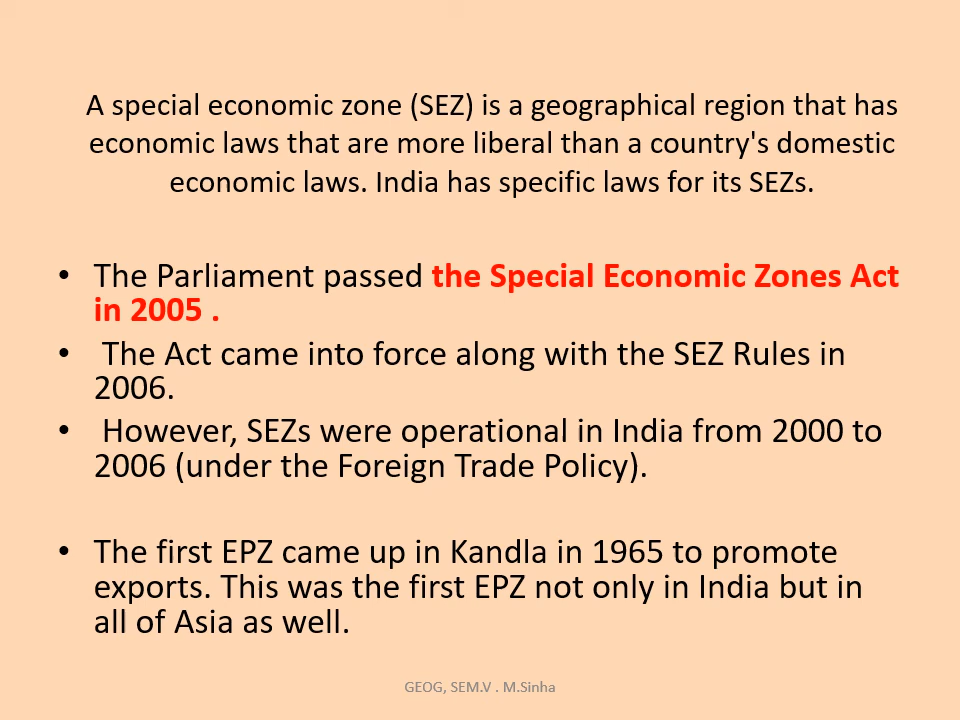 A special economic zone (SEZ) is a geographical region that has
economic laws that are more liberal than a country's domestic
economic laws. India has specific laws for its SEZs.
• The Parliament passed the Special Economic Zones Act
in 2005 .
• The Act came into force along with the SEZ Rules in
2006.
• However, SEZs were operational in India from 2000 to
2006 (under the Foreign Trade Policy).
• The first EPZ came up in Kandla in 1965 to promote
exports. This was the first EPZ not only in India but in
all of Asia as well.
GEOG, SEM.V . M.Sinha